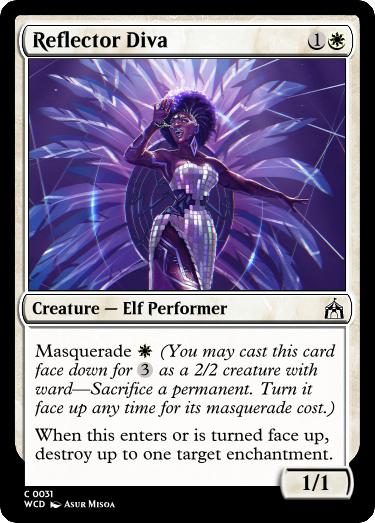 Reflector Diva 1
Creature — Elf Performer
Masquerade (You may cast this card
face down for 3 as a 2/2 creature with
ward—Sacrifice a permanent. Turn it
face up any time for its masquerade cost.)
When this enters or is turned face up,
destroy up to one target enchantment.
1/1
C 0031
WCD Asur Misoa